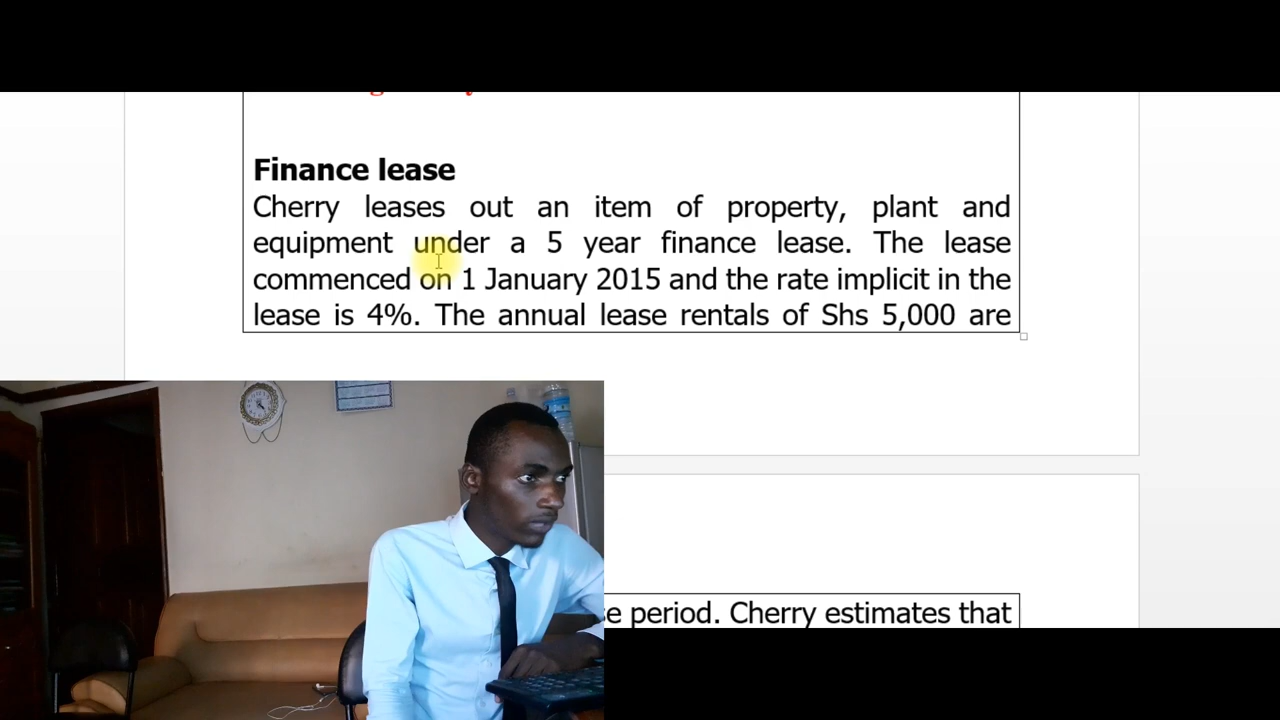 Finance lease
Cherry leases out an item of property, plant and
equipment under a 5 year finance lease. The lease
commenced on 1 January 2015 and the rate implicit in the
lease is 4%. The annual lease rentals of Shs 5,000 are
period. Cherry estimates that